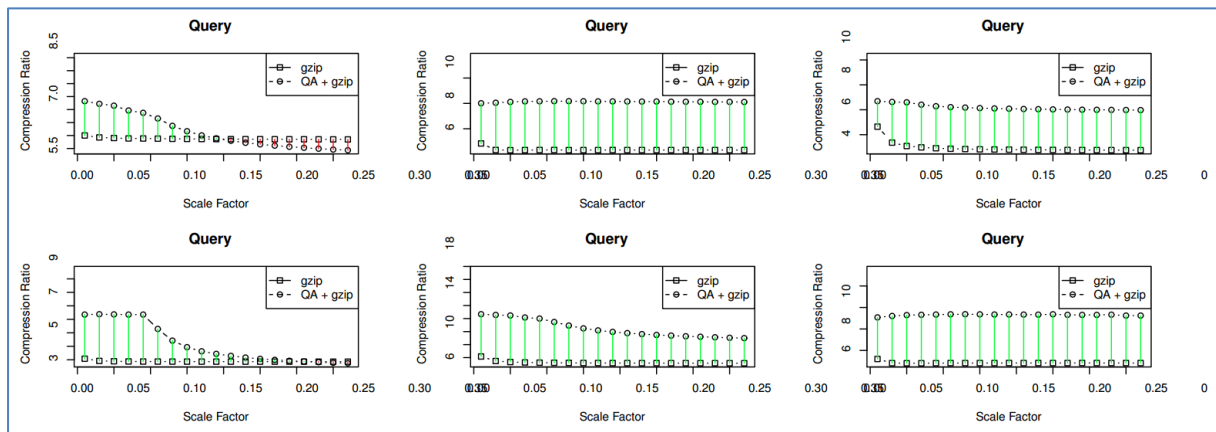 Query
Compression Ratio
5.5 7.0 8.5
gzip
QA + gzip
0.00 0.05 0.10 0.15 0.20 0.25 0.30
Scale Factor
Query
Compression Ratio
6 8 10
gzip
QA + gzip
0.05 0.10 0.15 0.20 0.25 0.30
Scale Factor
Query
Compression Ratio
4 6 8 10
gzip
QA + gzip
0.05 0.10 0.15 0.20 0.25 0
Scale Factor
Query
Compression Ratio
3 5 7 9
gzip
QA + gzip
0.00 0.05 0.10 0.15 0.20 0.25 0.30
Scale Factor
Query
Compression Ratio
6 10 14 18
gzip
QA + gzip
0.05 0.10 0.15 0.20 0.25 0.30
Scale Factor
Query
Compression Ratio
6 8 10
gzip
QA + gzip
0.05 0.10 0.15 0.20 0.25 0
Scale Factor